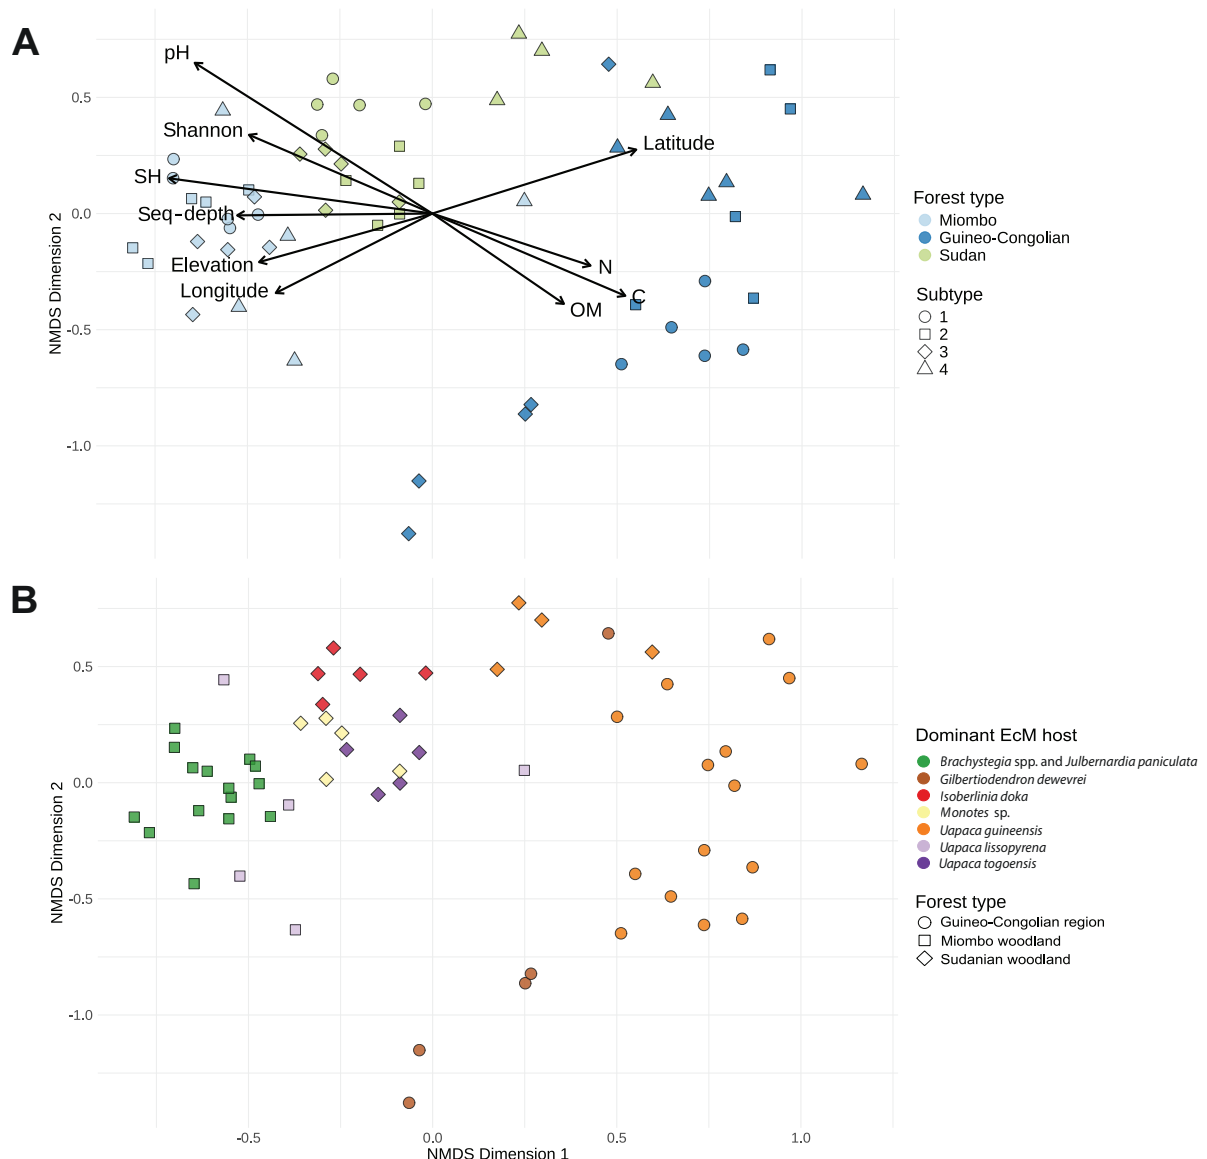 A
pH
Shannon
SH
Seq-depth
Elevation
Longitude
Latitude
N
C
OM
0.5
0.0
-0.5
-1.0
NMDS Dimension 2
Forest type
Miombo
Guineo-Congolian
Sudan
Subtype
1
2
3
4
B
0.5
0.0
-0.5
-1.0
NMDS Dimension 2
-0.5
0.0
0.5
1.0
NMDS Dimension 1
Dominant EcM host
Brachystegia spp. and Julbernardia paniculata
Gilbertiodendron dewevrei
Isoberlinia doka
Monotes sp.
Uapaca guineensis
Uapaca lissopyrena
Uapaca togoensis
Forest type
Guineo-Congolian region
Miombo woodland
Sudanian woodland